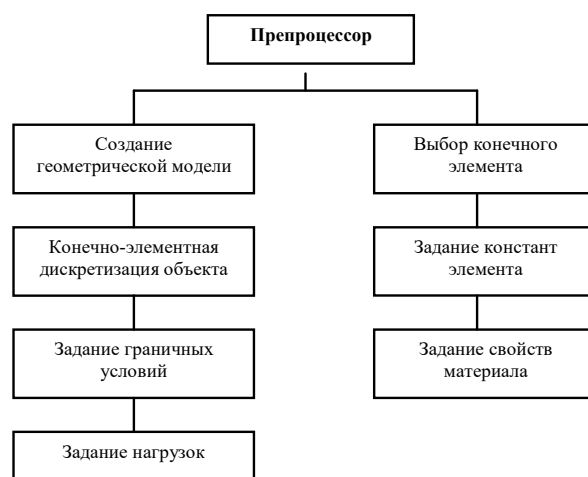 Препроцессор
Создание
геометрической модели
Выбор конечного
элемента
Конечно-элементная
дискретизация объекта
Задание констант
элемента
Задание граничных
условий
Задание свойств
материала
Задание нагрузок